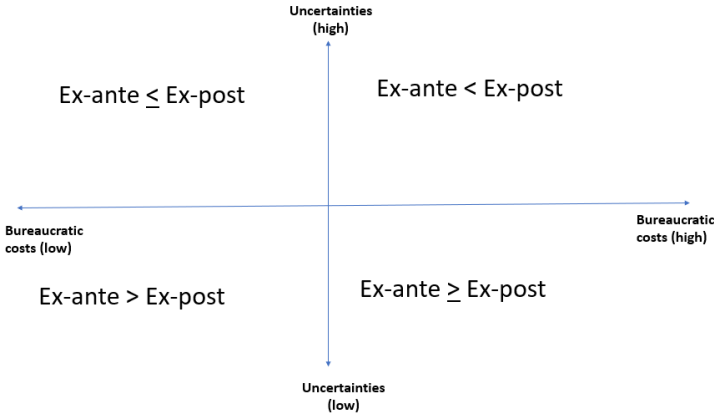 Uncertainties
(high)
Ex-ante ≤ Ex-post
Ex-ante < Ex-post
Bureaucratic
costs (low)
Bureaucratic
costs (high)
Ex-ante > Ex-post
Ex-ante ≥ Ex-post
Uncertainties
(low)